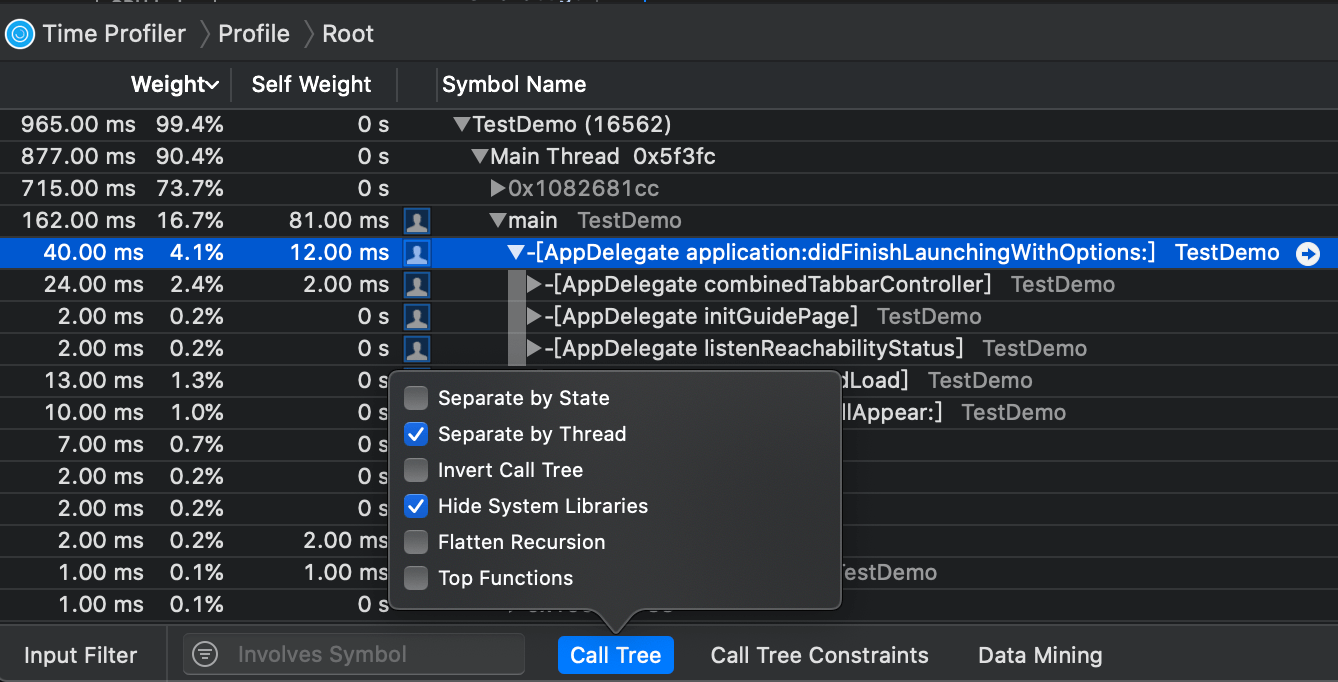 Time Profiler Profile Root
Weight Self Weight Symbol Name
965.00 ms 99.4% 0 s TestDemo (16562)
877.00 ms 90.4% 0 s Main Thread 0x5f3fc
715.00 ms 73.7% 0 s 0x1082681cc
162.00 ms 16.7% 81.00 ms main TestDemo
40.00 ms 4.1% 12.00 ms -[AppDelegate application:didFinishLaunchingWithOptions:] TestDemo
24.00 ms 2.4% 2.00 ms -[AppDelegate combinedTabbarController] TestDemo
2.00 ms 0.2% 0 s -[AppDelegate initGuidePage] TestDemo
2.00 ms 0.2% 0 s -[AppDelegate listenReachabilityStatus] TestDemo
13.00 ms 1.3% 0 s dLoad] TestDemo
10.00 ms 1.0% 0 s llAppear:] TestDemo
7.00 ms 0.7% 0 s
2.00 ms 0.2% 0 s
2.00 ms 0.2% 0 s
2.00 ms 0.2% 2.00 ms
1.00 ms 0.1% 1.00 ms TestDemo
1.00 ms 0.1% 0 s
Separate by State
Separate by Thread
Invert Call Tree
Hide System Libraries
Flatten Recursion
Top Functions
Input Filter Involves Symbol Call Tree Call Tree Constraints Data Mining